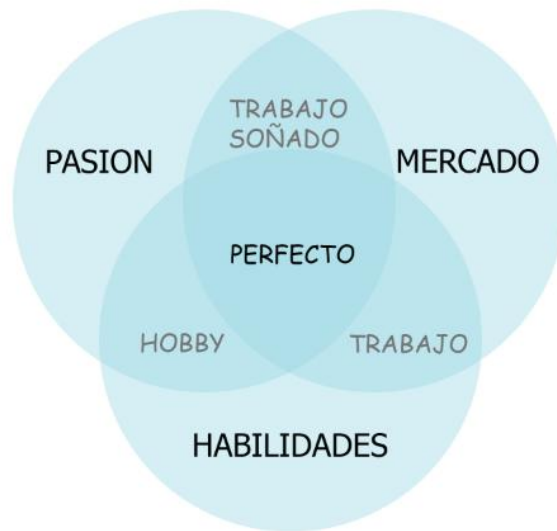 TRABAJO
SOÑADO
PASION
MERCADO
PERFECTO
HOBBY
TRABAJO
HABILIDADES